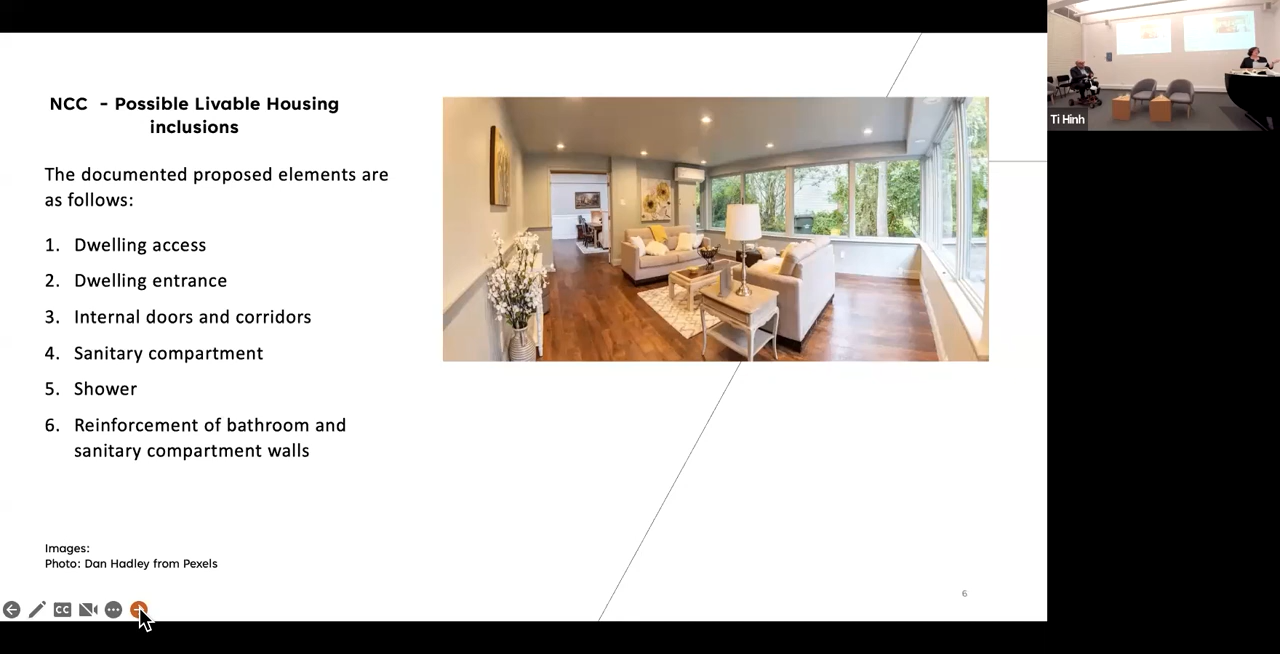 NCC - Possible Livable Housing
inclusions
The documented proposed elements are
as follows:
1. Dwelling access
2. Dwelling entrance
3. Internal doors and corridors
4. Sanitary compartment
5. Shower
6. Reinforcement of bathroom and
sanitary compartment walls
Images:
Photo: Dan Hadley from Pexels
6
CC
Ti Hinh